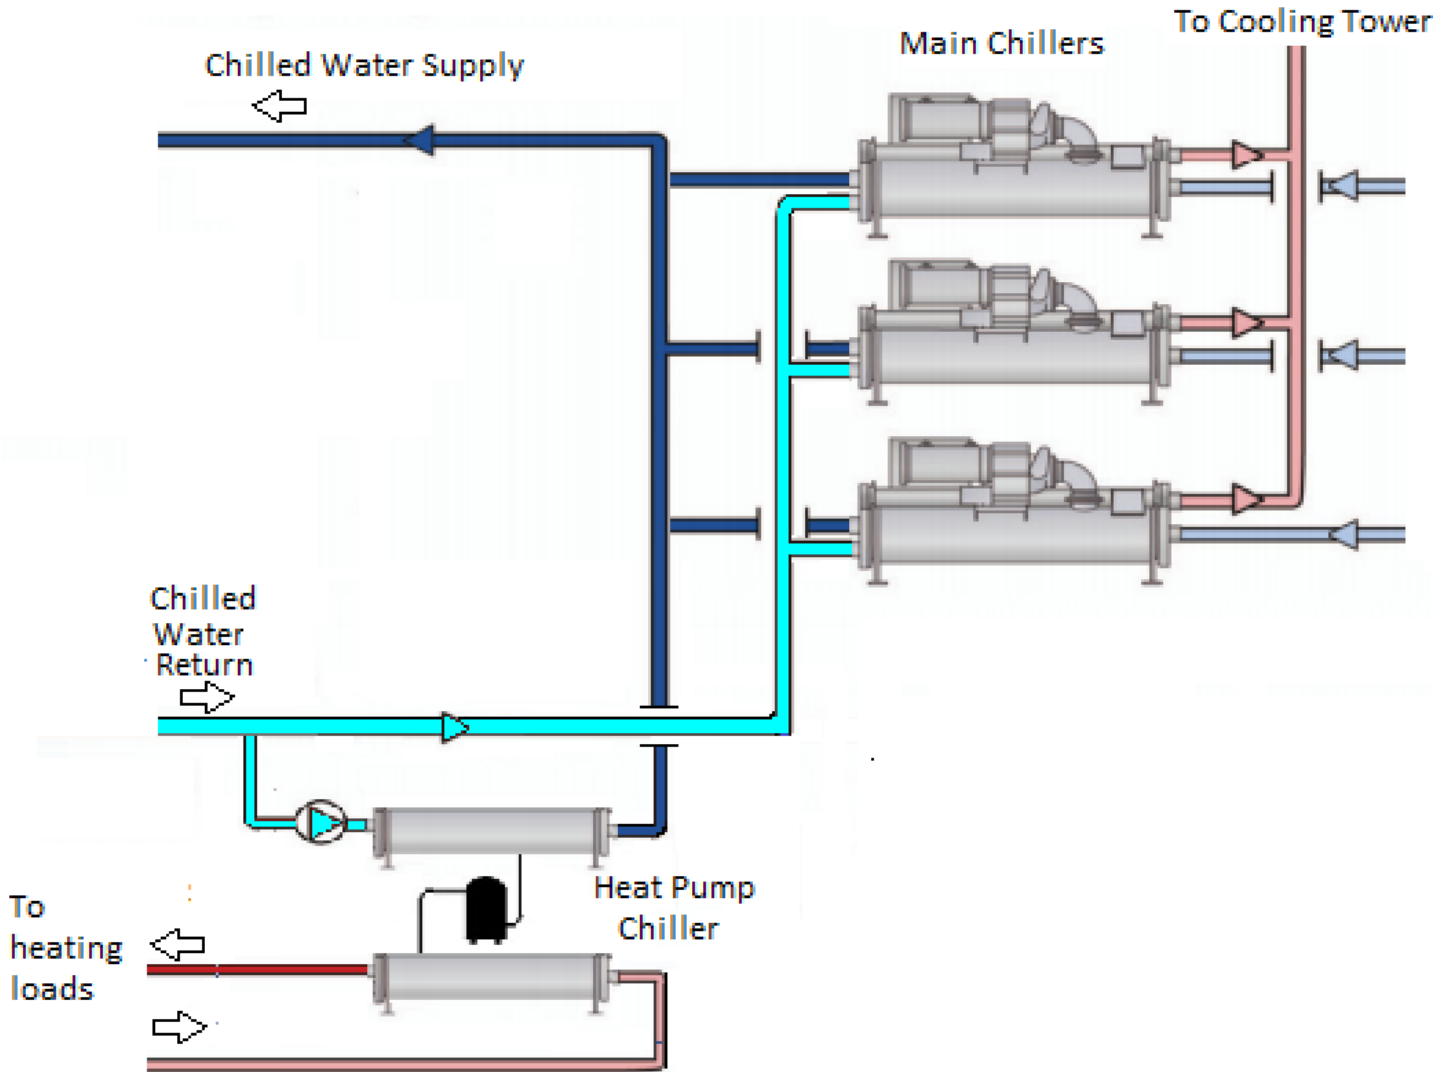 To Cooling Tower
Main Chillers
Chilled Water Supply
Chilled
Water
Return
Heat Pump
Chiller
To
heating
loads